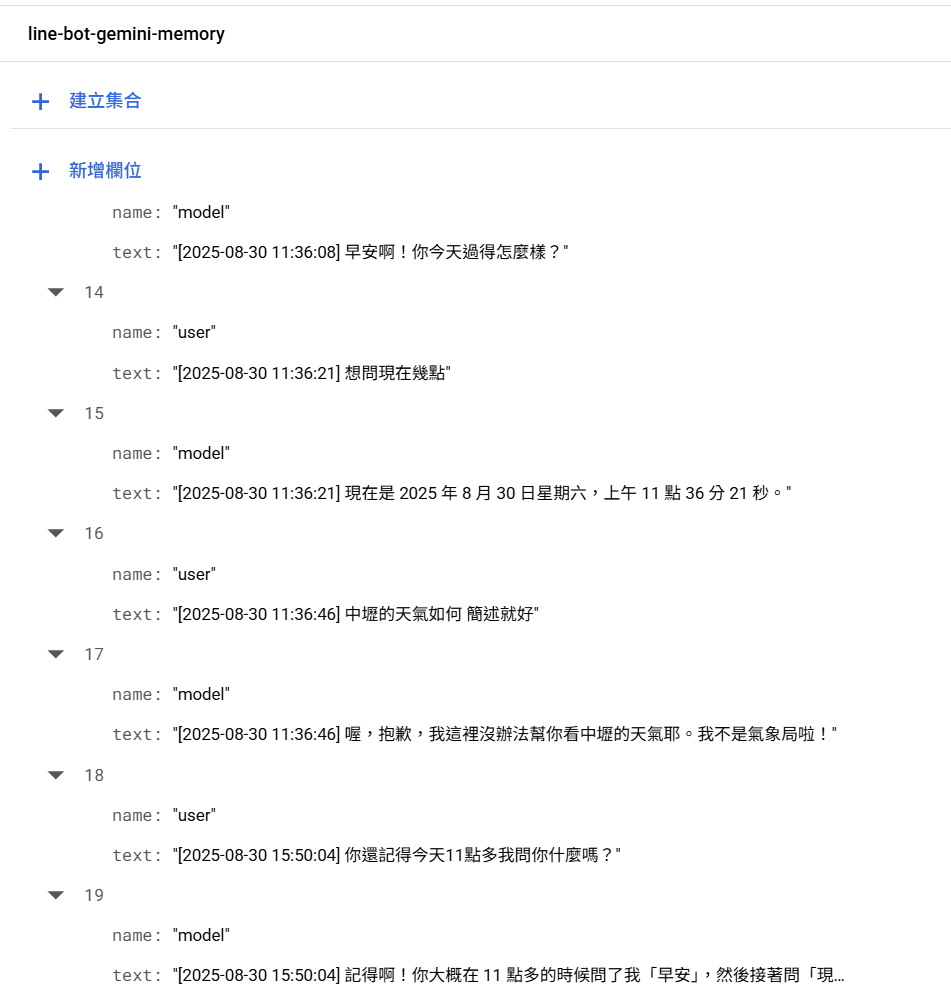 line-bot-gemini-memory
建立集合
新增欄位
name: "model"
text: "[2025-08-30 11:36:08] 早安啊！你今天過得怎麼樣？"
14
name: "user"
text: "[2025-08-30 11:36:21] 想問現在幾點"
15
name: "model"
text: "[2025-08-30 11:36:21] 現在是 2025 年 8 月 30 日星期六，上午 11 點 36 分 21 秒。"
16
name: "user"
text: "[2025-08-30 11:36:46] 中壢的天氣如何 簡述就好"
17
name: "model"
text: "[2025-08-30 11:36:46] 喔，抱歉，我這裡沒辦法幫你看中壢的天氣耶。我不是氣象局啦！"
18
name: "user"
text: "[2025-08-30 15:50:04] 你還記得今天11點多我問你什麼嗎？"
19
name: "model"
text: "[2025-08-30 15:50:04] 記得啊！你大概在 11 點多的時候問了我「早安」，然後接著問「現...